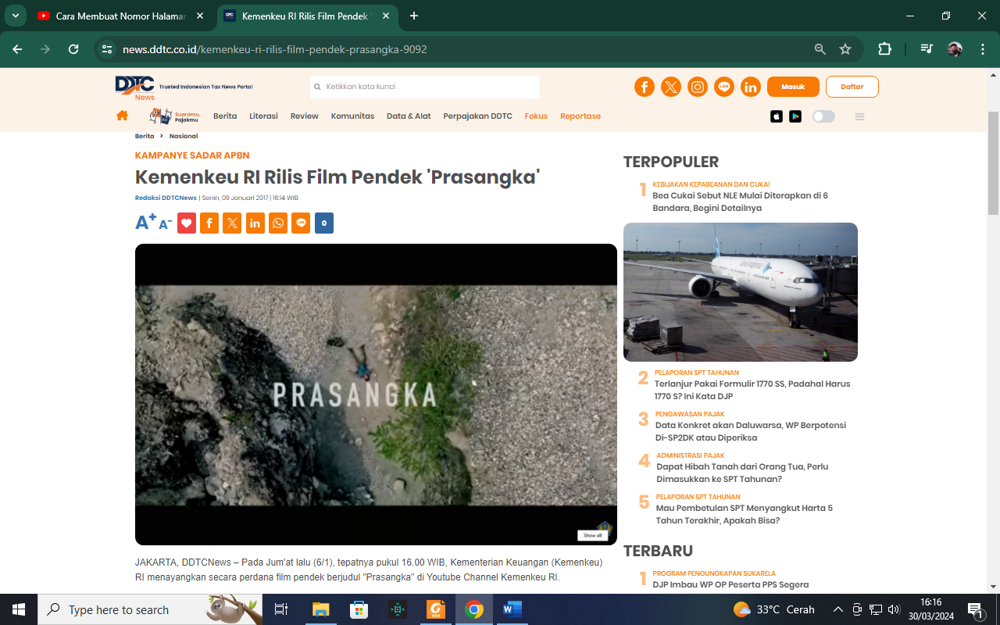 Cara Membuat Nomor Halaman
Kemenkeu RI Rilis Film Pendek '
news.ddtc.co.id/kemenkeu-ri-rilis-film-pendek-prasangka-9092
DDTC
News
Trusted Indonesian Tax News Portal
Ketikkan kata kunci
Masuk
Daftar
Suaramu,
Pajakmu
Berita
Literasi
Review
Komunitas
Data & Alat
Perpajakan DDTC
Fokus
Reportase
Berita > Nasional
KAMPANYE SADAR APBN
Kemenkeu RI Rilis Film Pendek 'Prasangka'
Redaksi DDTCNews | Senin, 09 Januari 2017 | 16:14 WIB
A+ A- 0
PRASANGKA
Show all
JAKARTA, DDTCNews – Pada Jum'at lalu (6/1), tepatnya pukul 16.00 WIB, Kementerian Keuangan (Kemenkeu)
RI menayangkan secara perdana film pendek berjudul "Prasangka" di Youtube Channel Kemenkeu RI.
TERPOPULER
1 KEBIJAKAN KEPABEANAN DAN CUKAI
Bea Cukai Sebut NLE Mulai Diterapkan di 6
Bandara, Begini Detailnya
2 PELAPORAN SPT TAHUNAN
Terlanjur Pakai Formulir 1770 SS, Padahal Harus
1770 S? Ini Kata DJP
3 PENGAWASAN PAJAK
Data Konkret akan Daluwarsa, WP Berpotensi
Di-SP2DK atau Diperiksa
4 ADMINISTRASI PAJAK
Dapat Hibah Tanah dari Orang Tua, Perlu
Dimasukkan ke SPT Tahunan?
5 PELAPORAN SPT TAHUNAN
Mau Pembetulan SPT Menyangkut Harta 5
Tahun Terakhir, Apakah Bisa?
TERBARU
1 PROGRAM PENGUNGKAPAN SUKARELA
DJP Imbau WP OP Peserta PPS Segera
Type here to search
33°C Cerah
16:16
30/03/2024
1